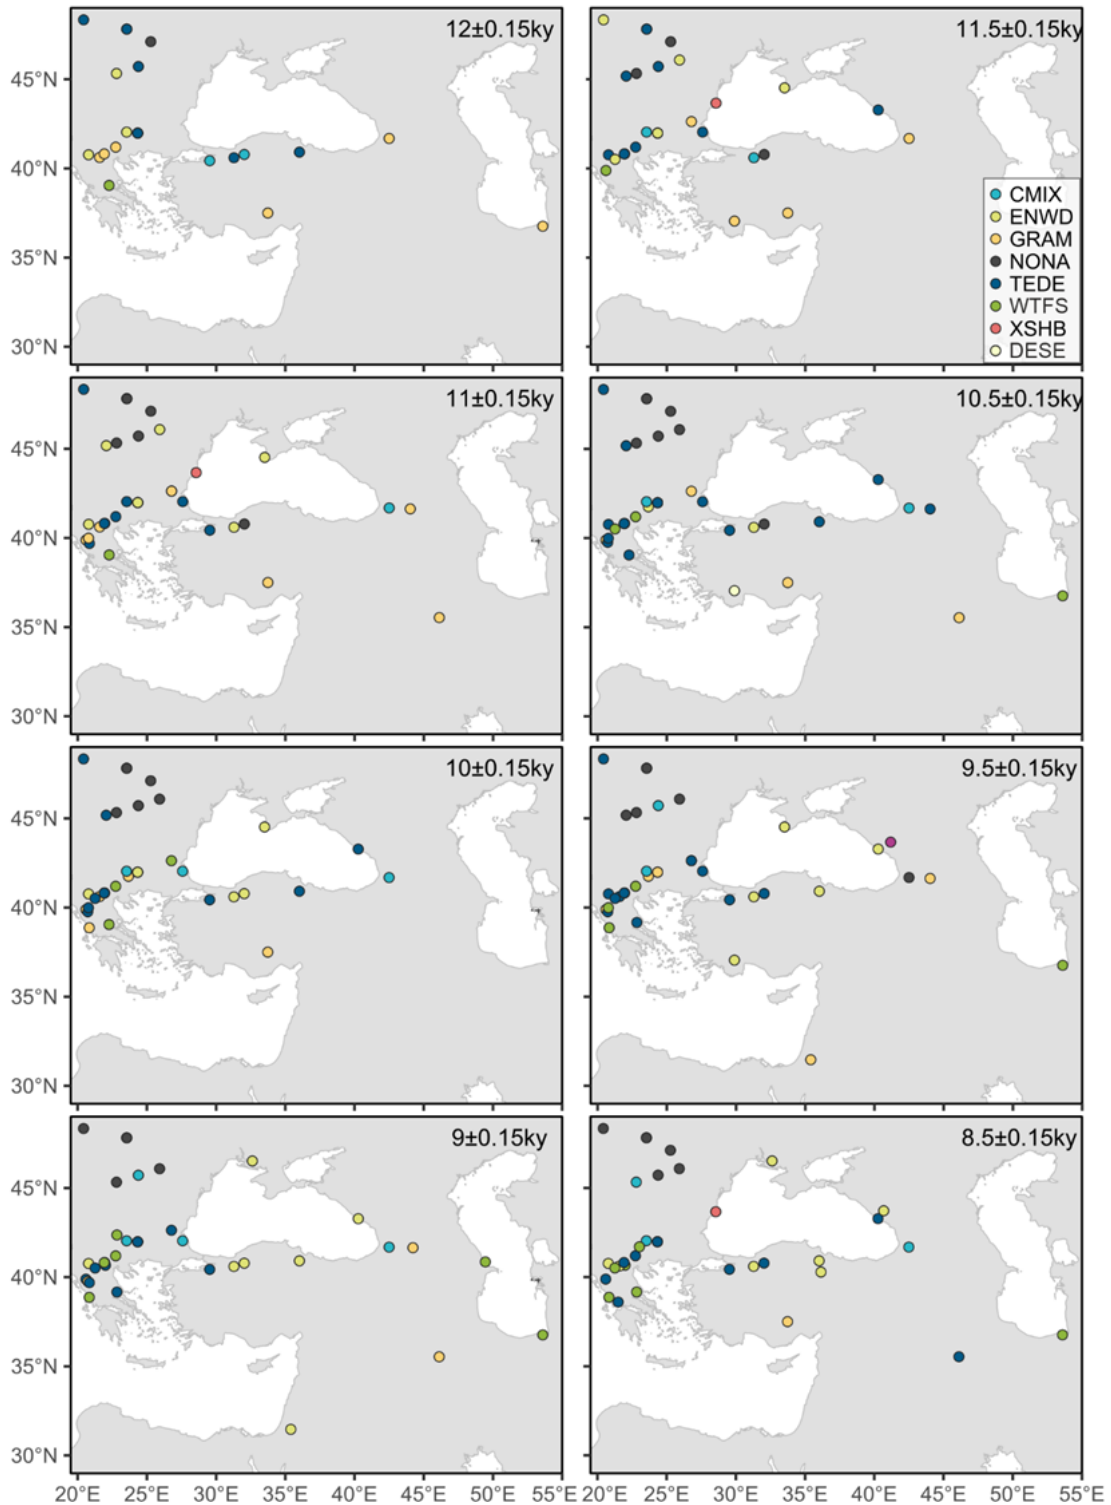 12±0.15ky
11.5±0.15ky
45°N
40°N
35°N
30°N
CMIX
ENWD
GRAM
NONA
TEDE
WTFS
XSHB
DESE
11±0.15ky
10.5±0.15ky
45°N
40°N
35°N
30°N
10±0.15ky
9.5±0.15ky
45°N
40°N
35°N
30°N
9±0.15ky
8.5±0.15ky
45°N
40°N
35°N
30°N
20°E 25°E 30°E 35°E 40°E 45°E 50°E 55°E 20°E 25°E 30°E 35°E 40°E 45°E 50°E 55°E